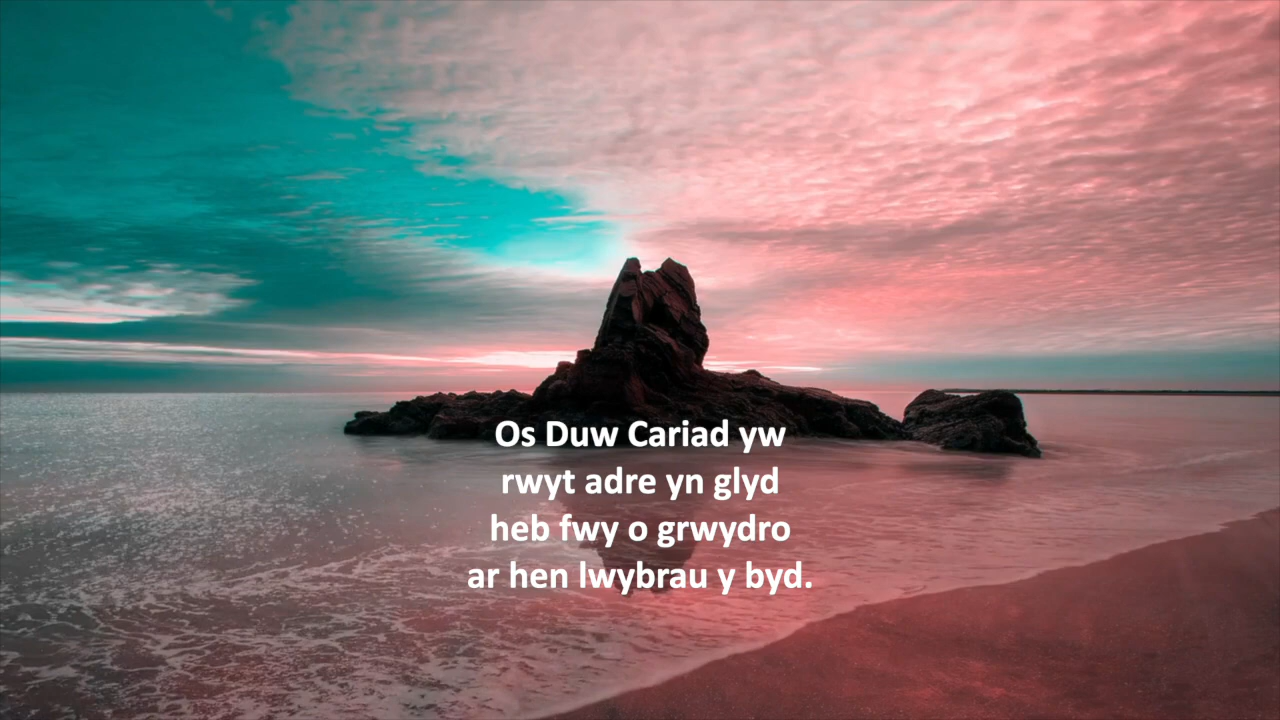 Os Duw Cariad yw
rwyt adre yn glyd
heb fwy o grwydro
ar hen lwybrau y byd.